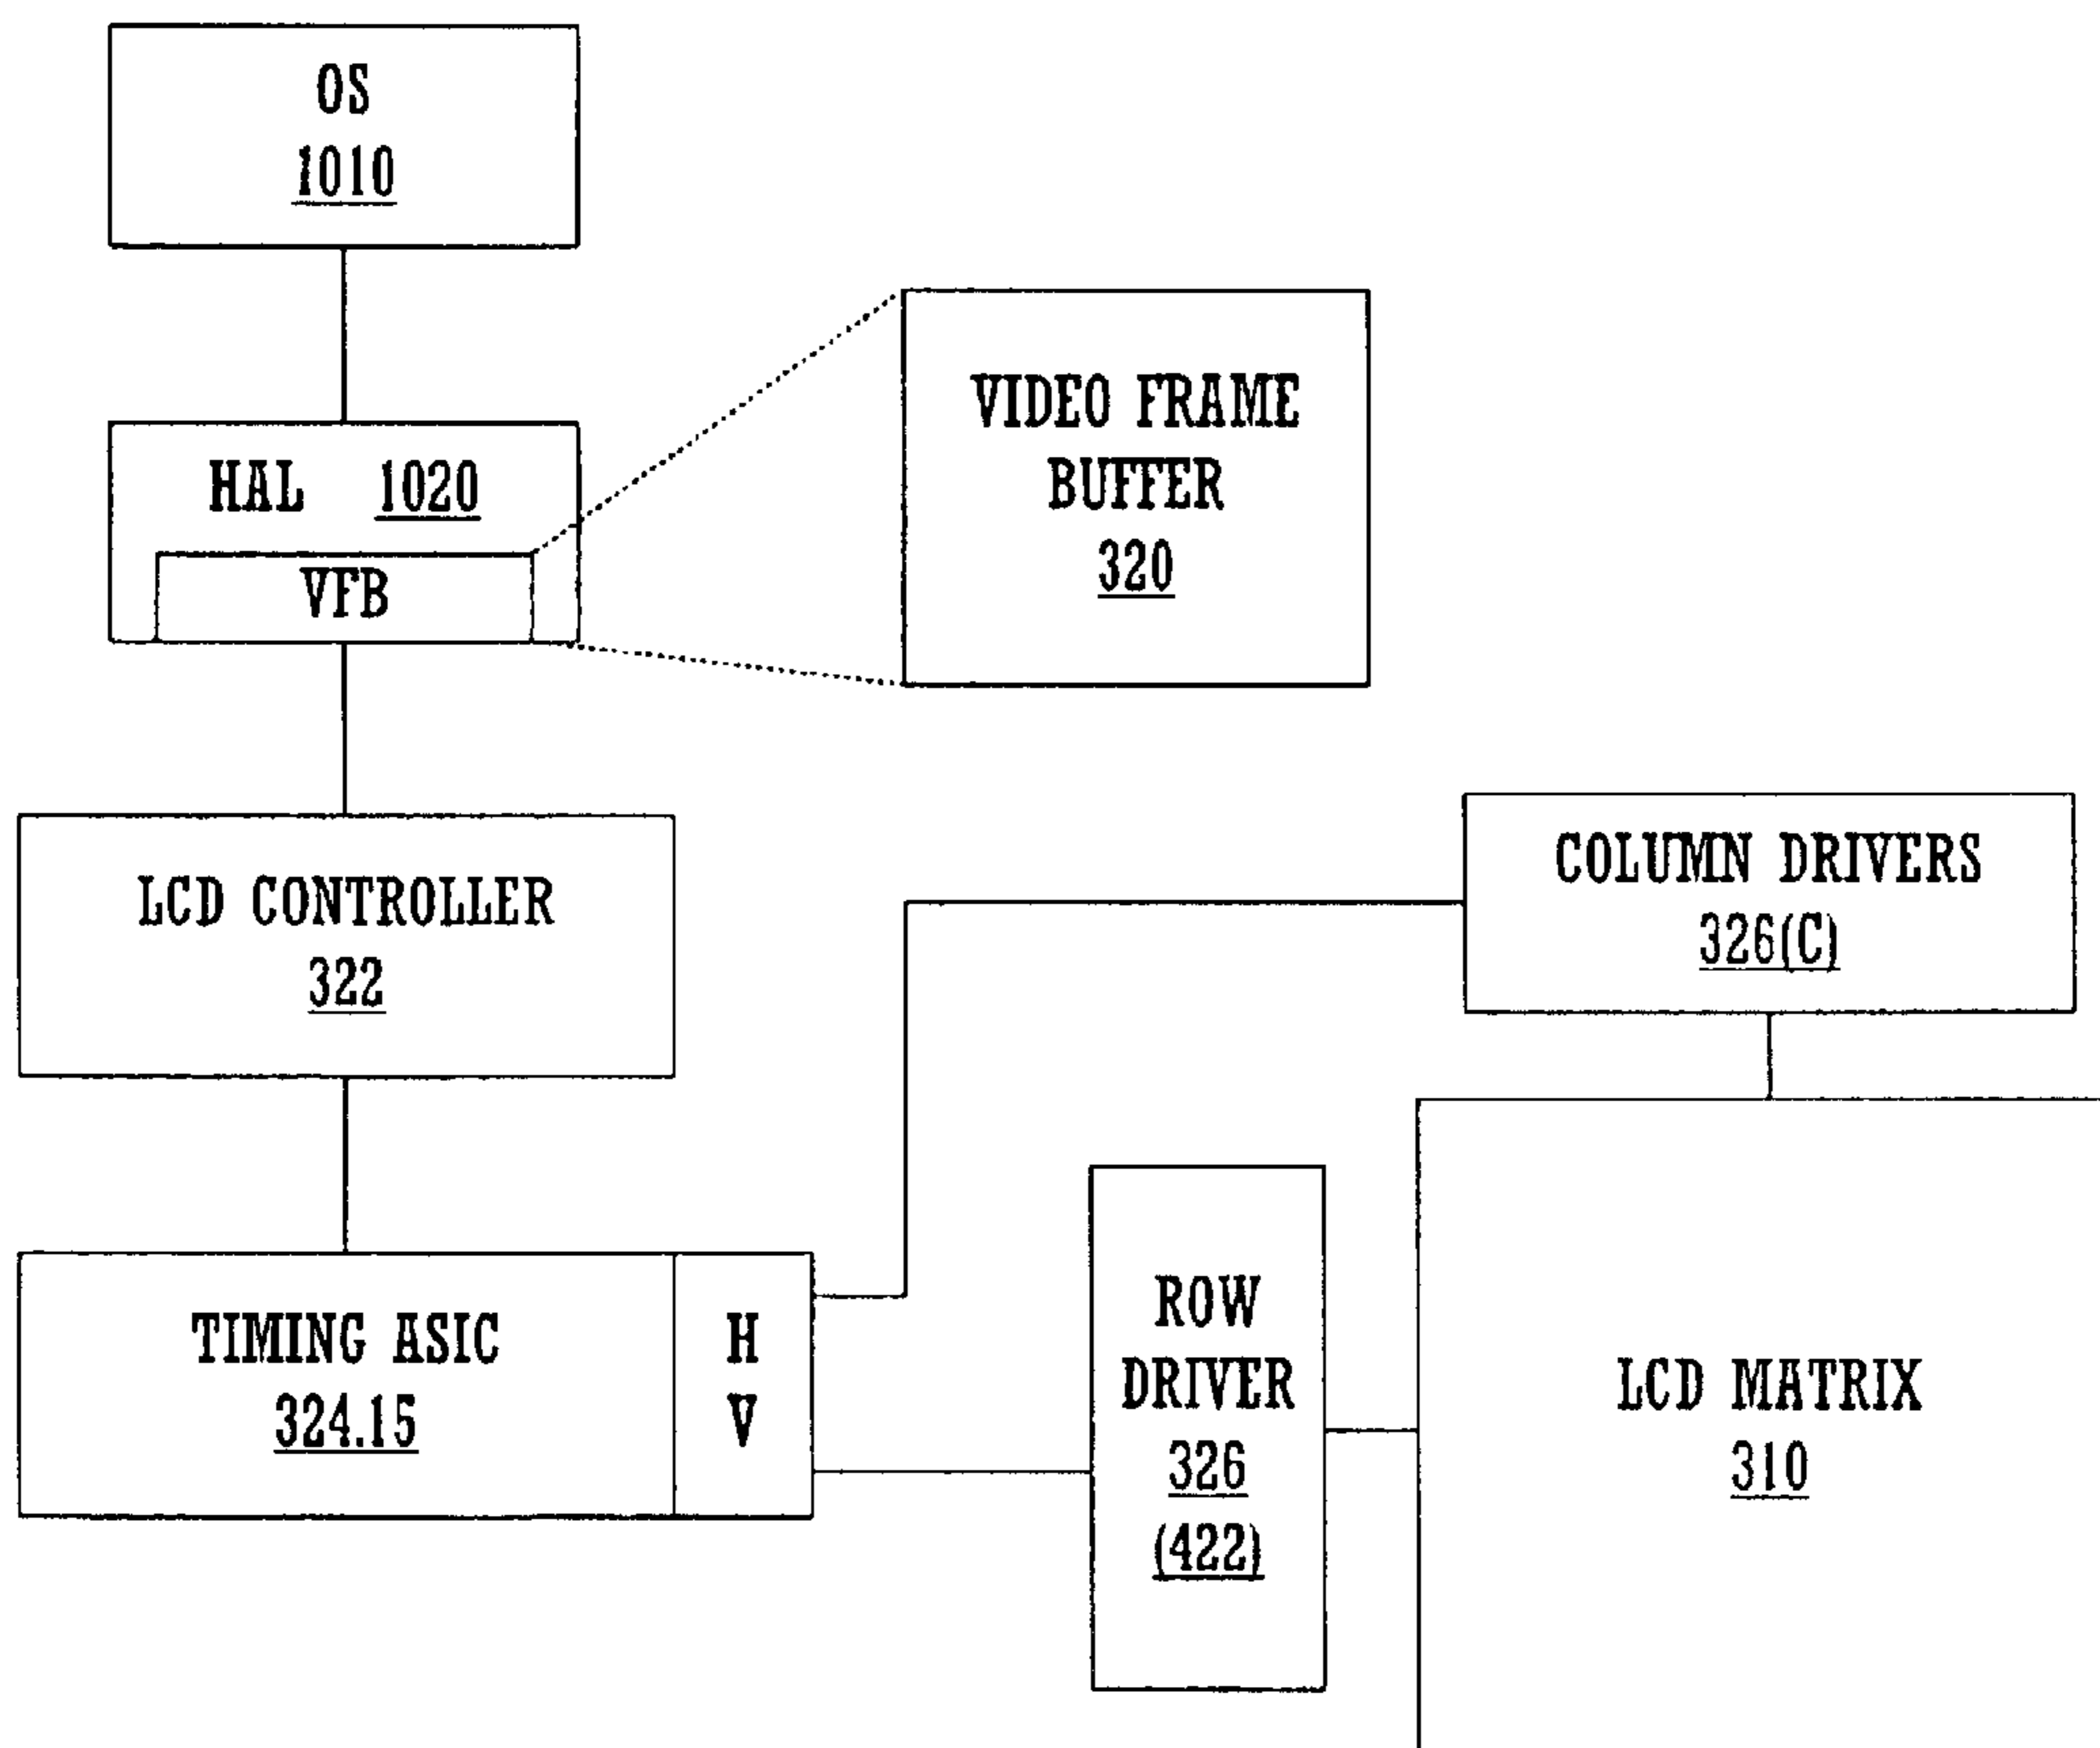 OS
1010
HAL 1020
VFB
VIDEO FRAME
BUFFER
320
LCD CONTROLLER
322
COLUMN DRIVERS
326(C)
TIMING ASIC
324.15
H
V
ROW
DRIVER
326
(422)
LCD MATRIX
310